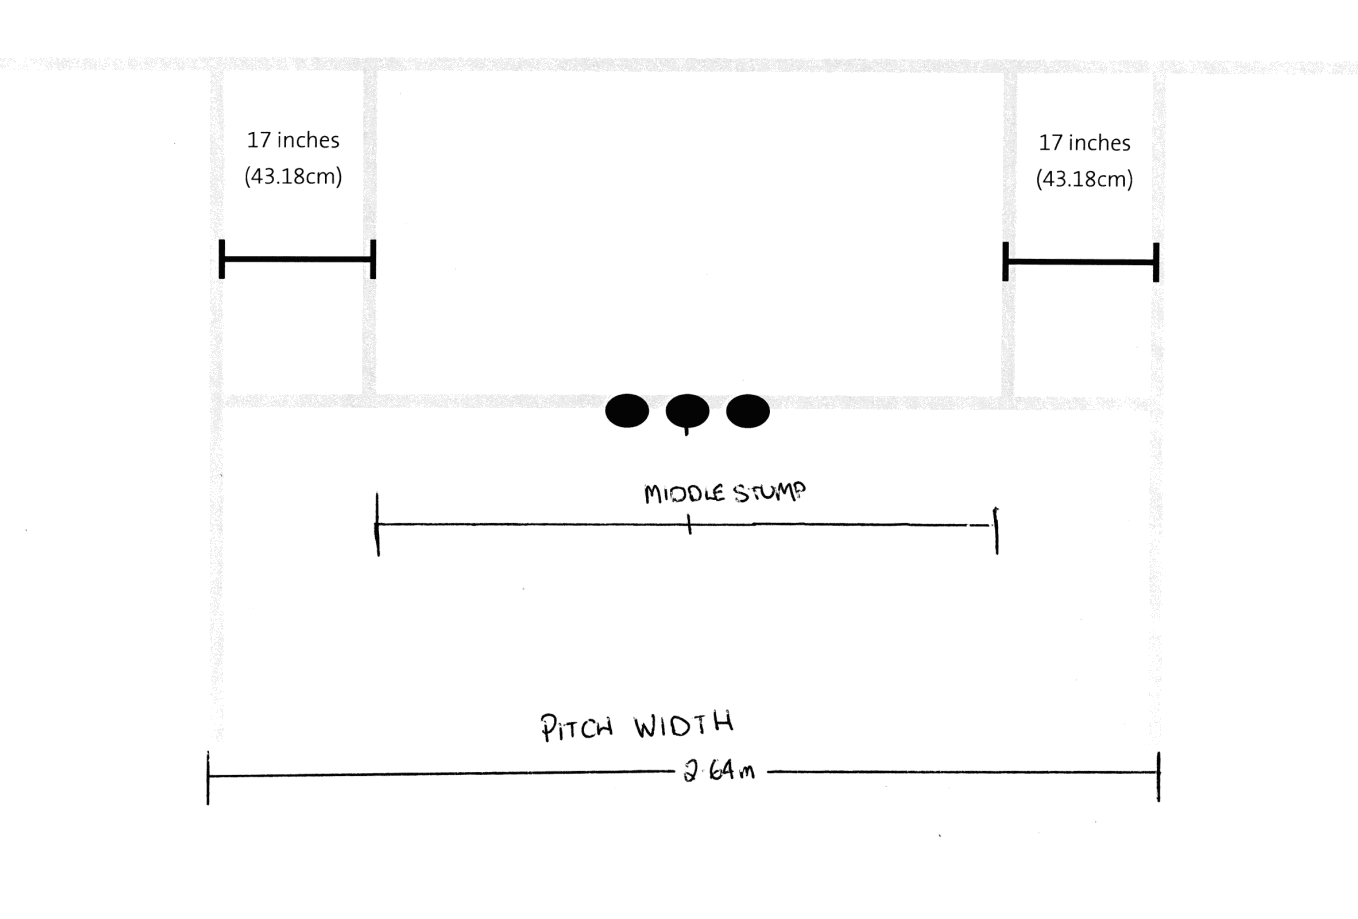 17 inches
(43.18cm)
17 inches
(43.18cm)
MIDDLE STUMP
PITCH WIDTH
2.64m